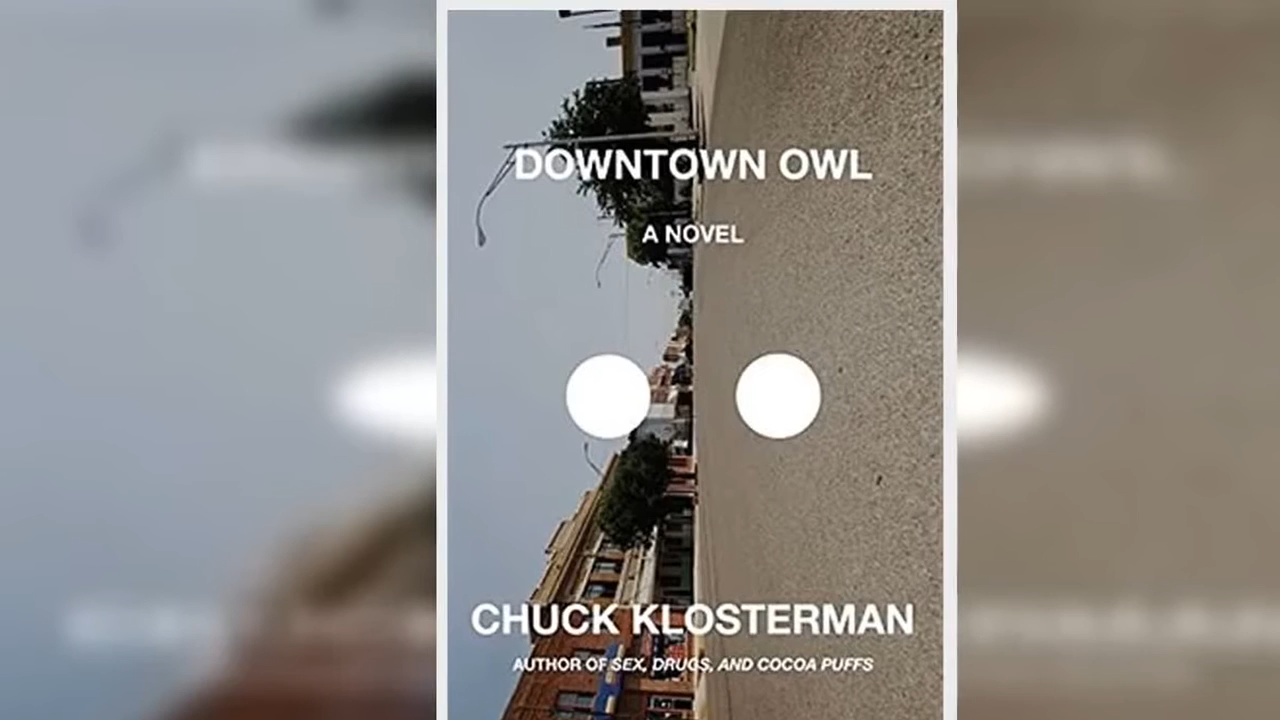 DOWNTOWN OWL
A NOVEL
CHUCK KLOSTERMAN
AUTHOR OF SEX, DRUGS, AND COCOA PUFFS